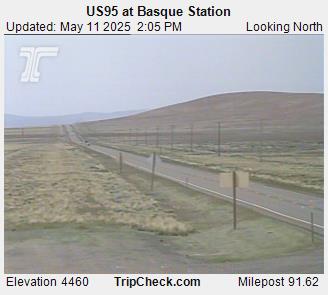 US95 at Basque Station
Updated: May 11 2025 2:05 PM Looking North
Elevation 4460 TripCheck.com Milepost 91.62